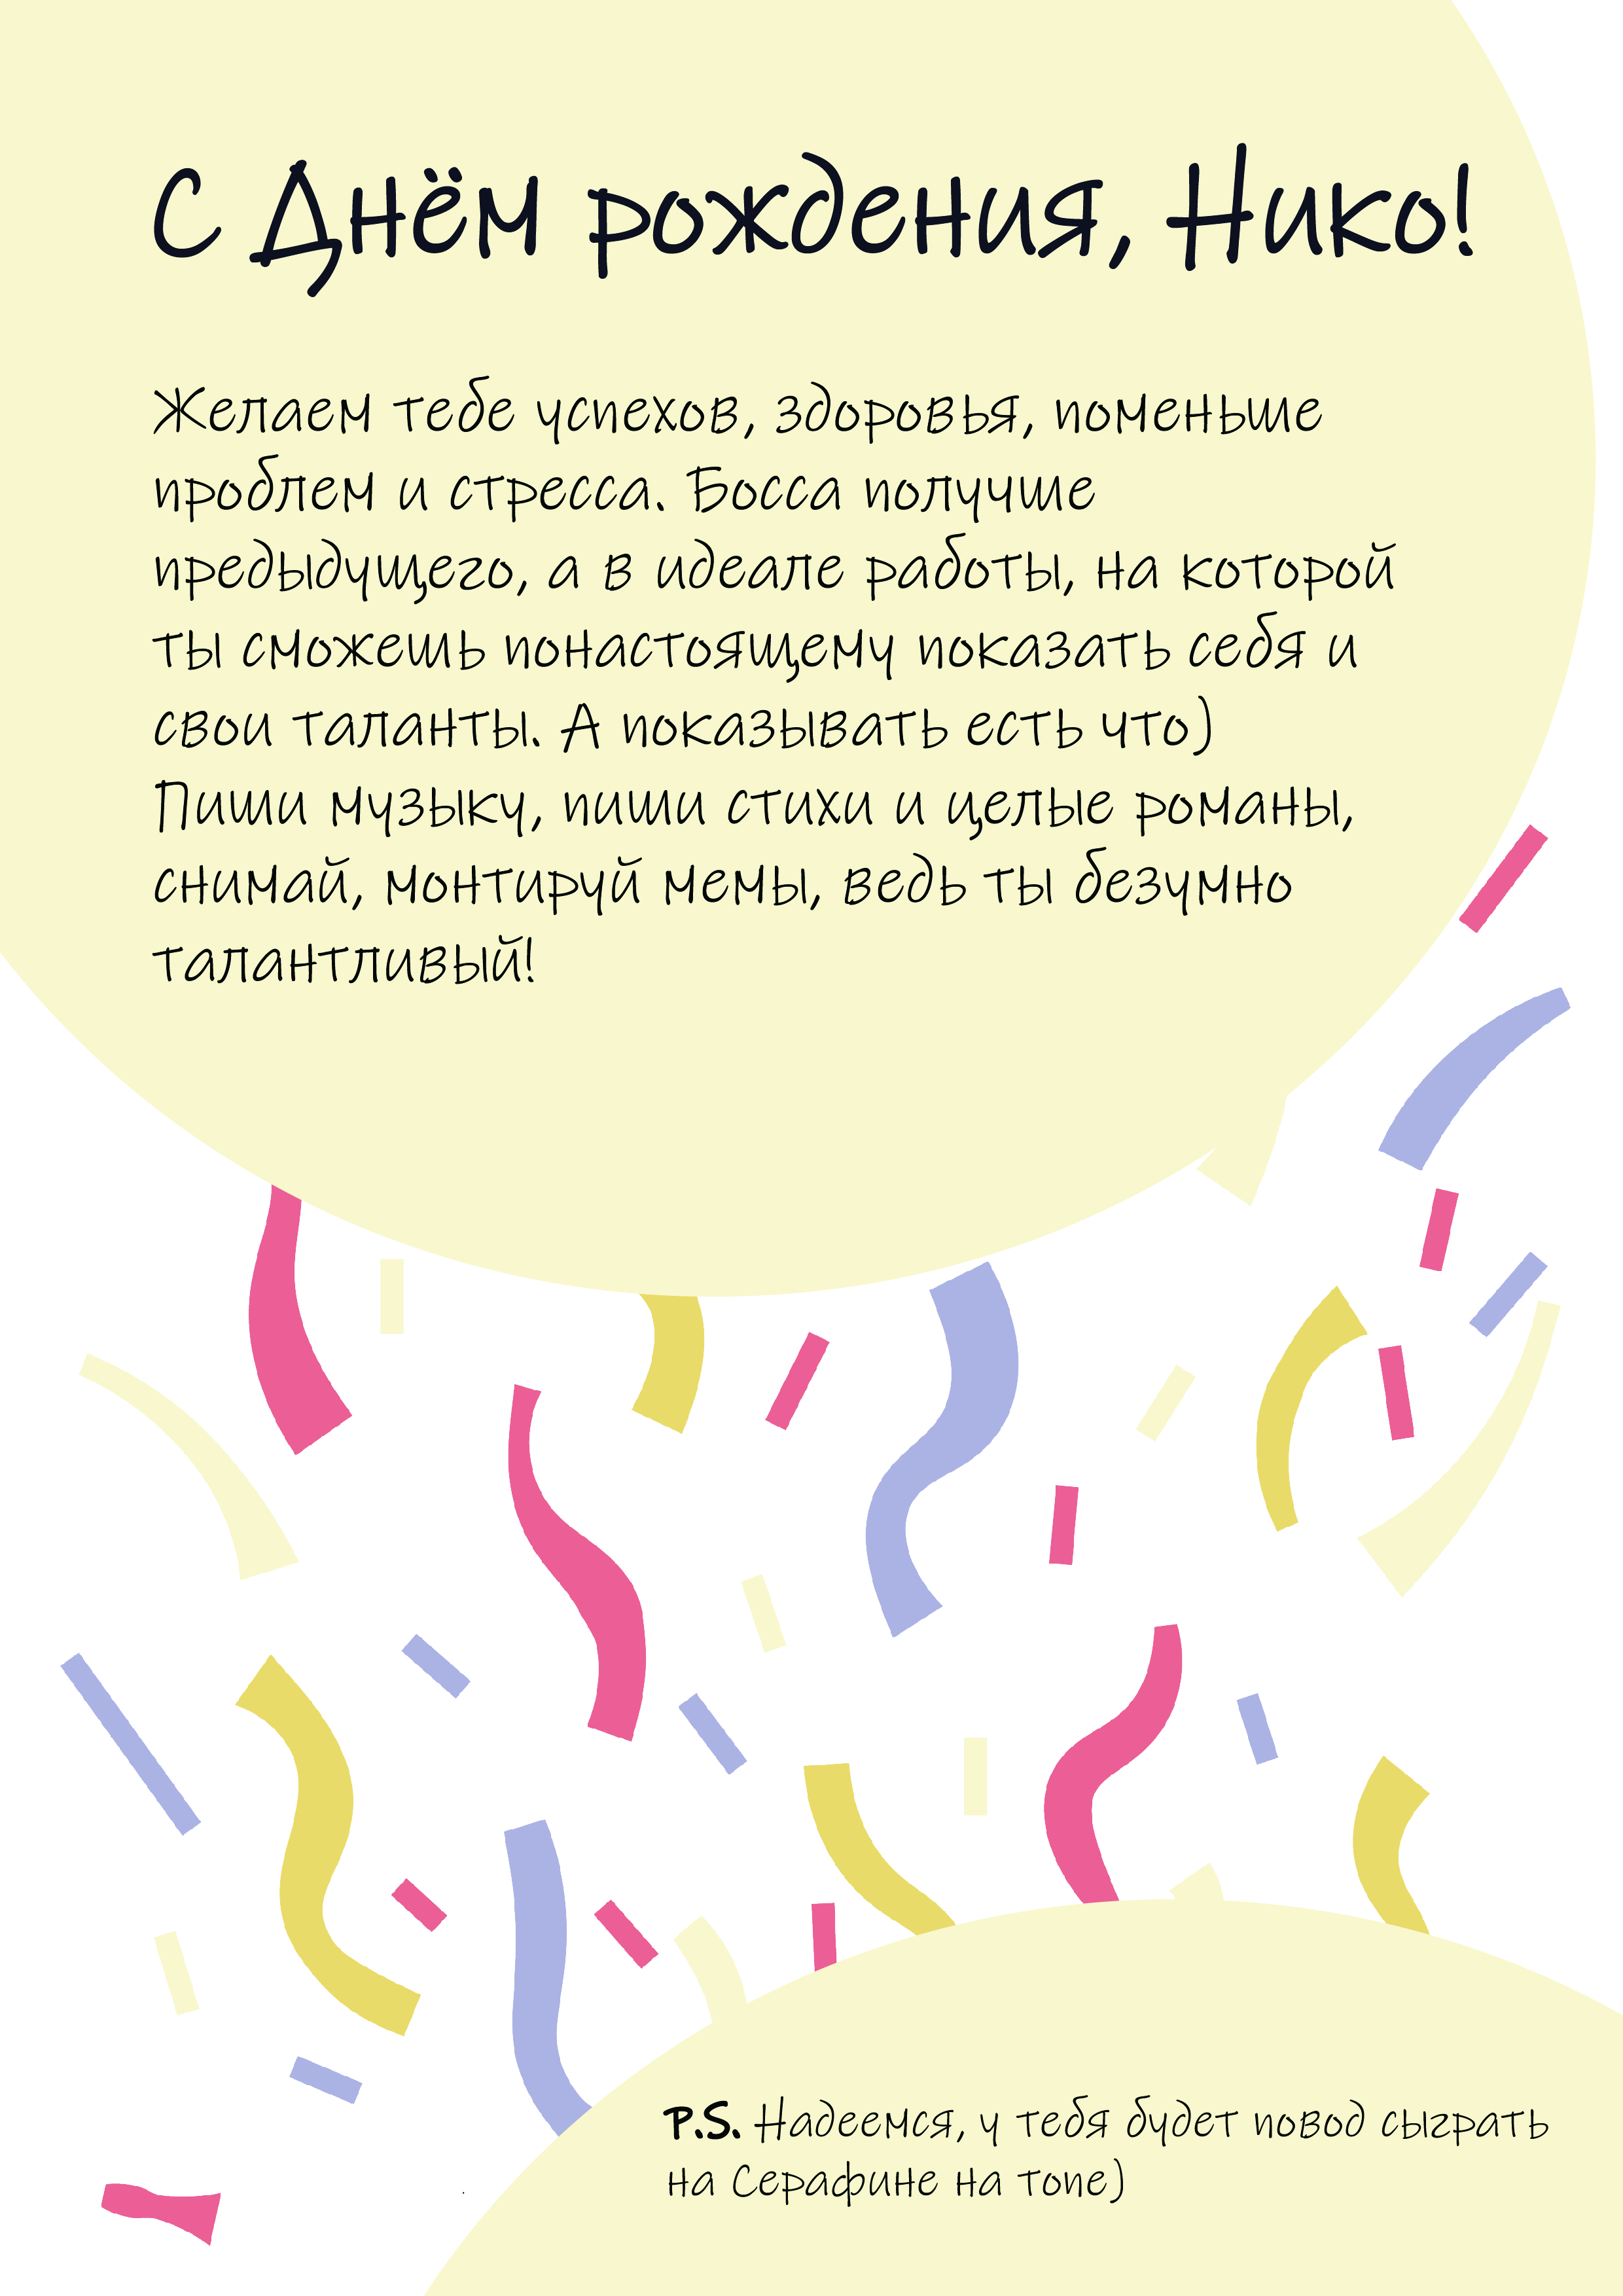 С Днём рождения, Нико!
Желаем тебе успехов, здоровья, поменьше
проблем и стресса. Босса получше
предыдущего, а в идеале работы, на которой
ты сможешь понастоящему показать себя и
свои таланты. А показывать есть что)
Пиши музыку, пиши стихи и целые романы,
снимай, монтируй мемы, ведь ты безумно
талантливый!
P.S. Надеемся, у тебя будет повод сыграть
на Серафине на топе)